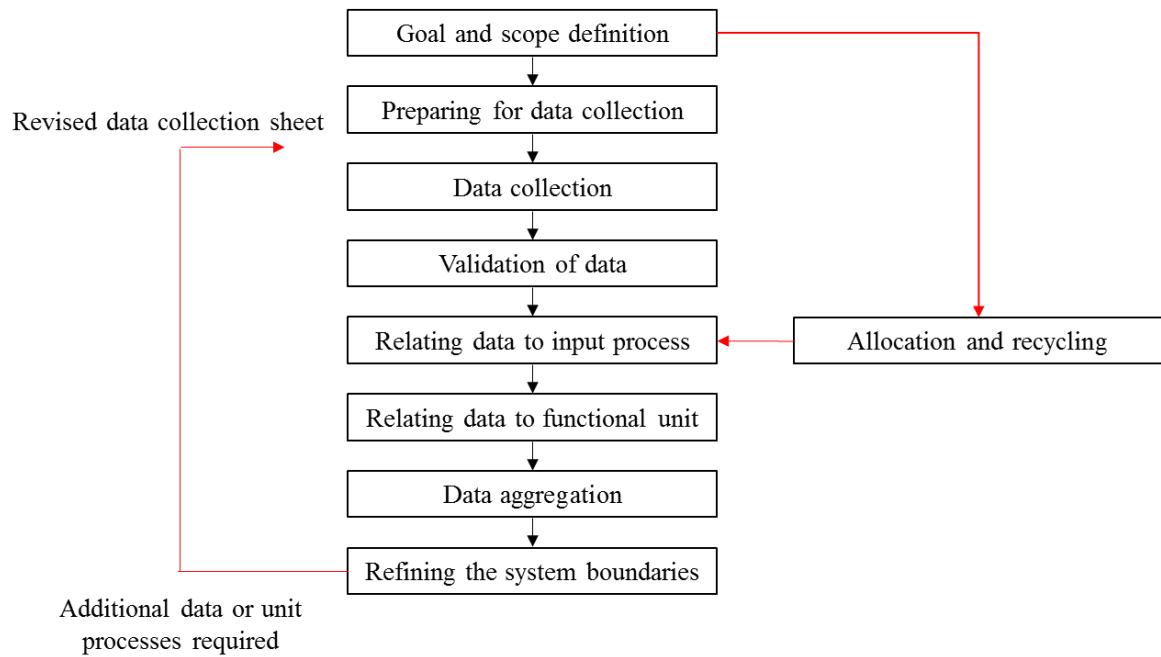 Goal and scope definition
Preparing for data collection
Revised data collection sheet
Data collection
Validation of data
Relating data to input process
Allocation and recycling
Relating data to functional unit
Data aggregation
Refining the system boundaries
Additional data or unit
processes required